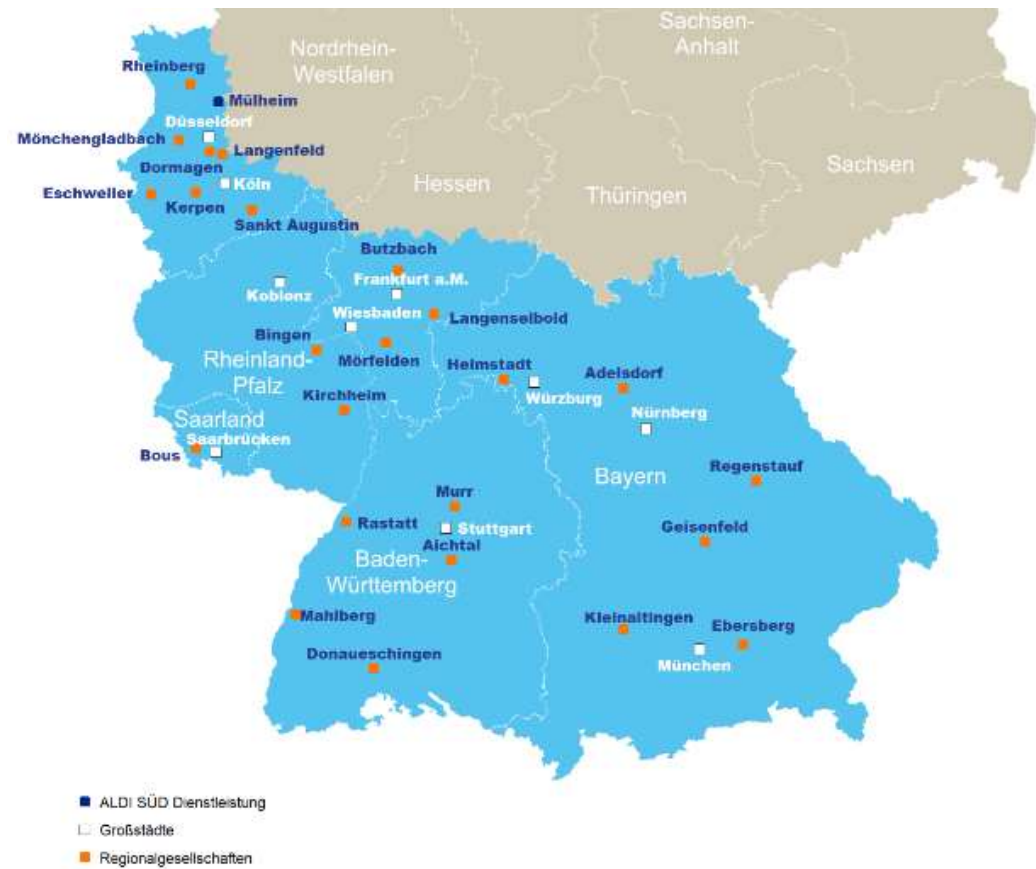 Sachsen-
Anhalt
Nordrhein-
Westfalen
Rheinberg
Mülheim
Düsseldorf
Mönchengladbach
Langenfeld
Dormagen
Sachsen
Hessen
Thüringen
Köln
Eschweiler
Kerpen
Sankt Augustin
Butzbach
Frankfurt a.M.
Koblenz
Wiesbaden
Langenselbold
Bingen
Mörfelden
Rheinland-
Pfalz
Helmstadt
Adelsdorf
Kirchheim
Würzburg
Nürnberg
Saarland
Saarbrücken
Bous
Regenstauf
Bayern
Murr
Rastatt
Stuttgart
Geisenfeld
Aichtal
Baden-
Württemberg
Mahlberg
Kleinaitingen
Ebersberg
Donaueschingen
München
ALDI SÜD Dienstleistung
Großstädte
Regionalgesellschaften